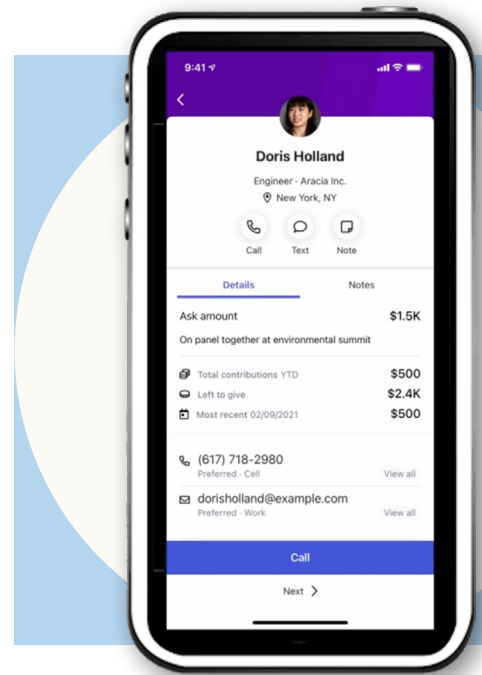 9:41
Doris Holland
Engineer · Aracia Inc.
New York, NY
Call Text Note
Details Notes
Ask amount $1.5K
On panel together at environmental summit
Total contributions YTD $500
Left to give $2.4K
Most recent 02/09/2021 $500
(617) 718-2980
Preferred · Cell View all
dorisholland@example.com
Preferred · Work View all
Call
Next